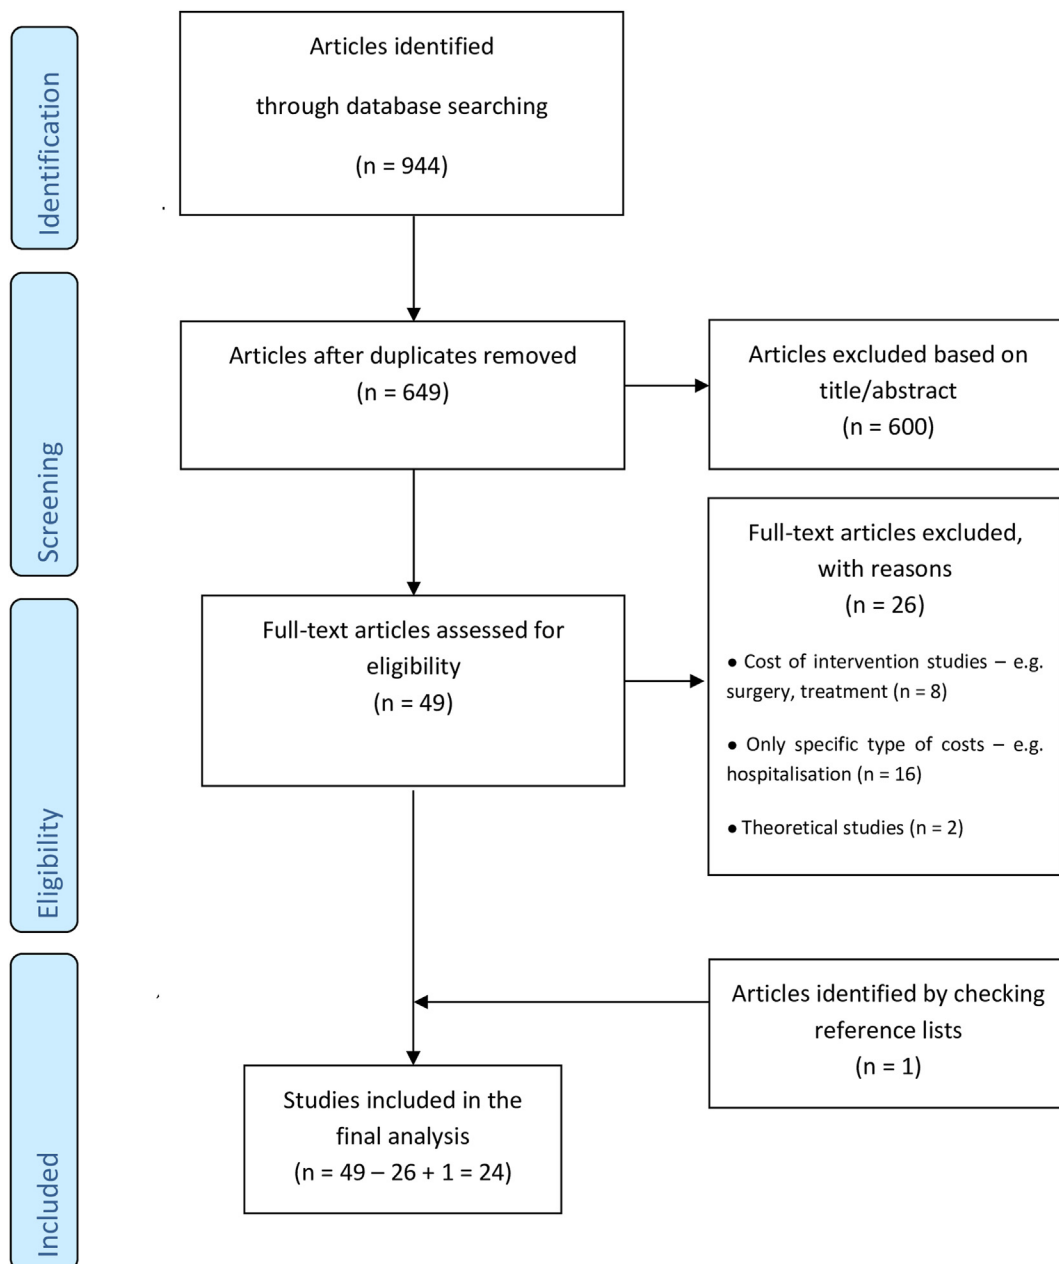 Identification
Articles identified
through database searching
(n = 944)
Screening
Articles after duplicates removed
(n = 649)
Articles excluded based on
title/abstract
(n = 600)
Full-text articles excluded,
with reasons
(n = 26)
● Cost of intervention studies – e.g.
surgery, treatment (n = 8)
● Only specific type of costs – e.g.
hospitalisation (n = 16)
● Theoretical studies (n = 2)
Eligibility
Full-text articles assessed for
eligibility
(n = 49)
Included
Articles identified by checking
reference lists
(n = 1)
Studies included in the
final analysis
(n = 49 – 26 + 1 = 24)